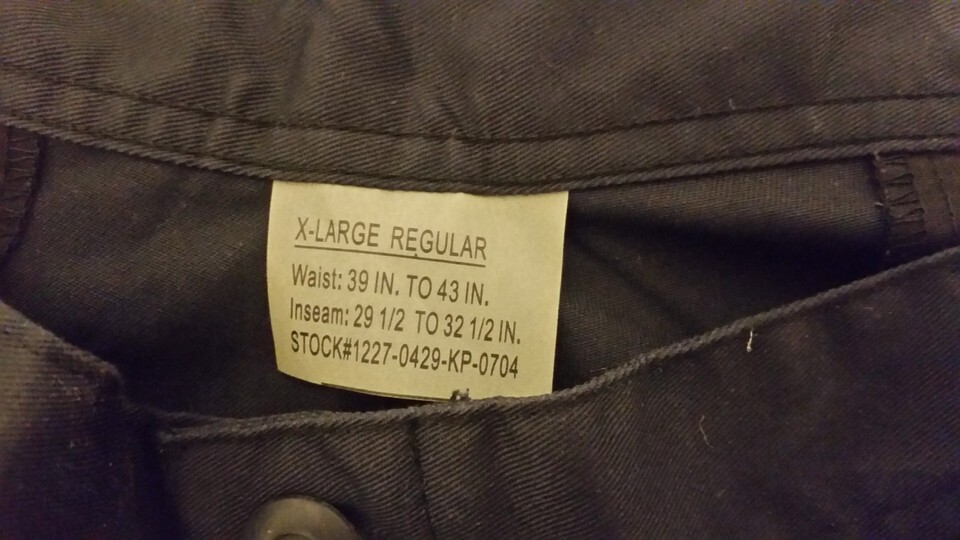 X-LARGE REGULAR
Waist: 39 IN. TO 43 IN.
Inseam: 29 1/2 TO 32 1/2 IN.
STOCK#1227-0429-KP-0704